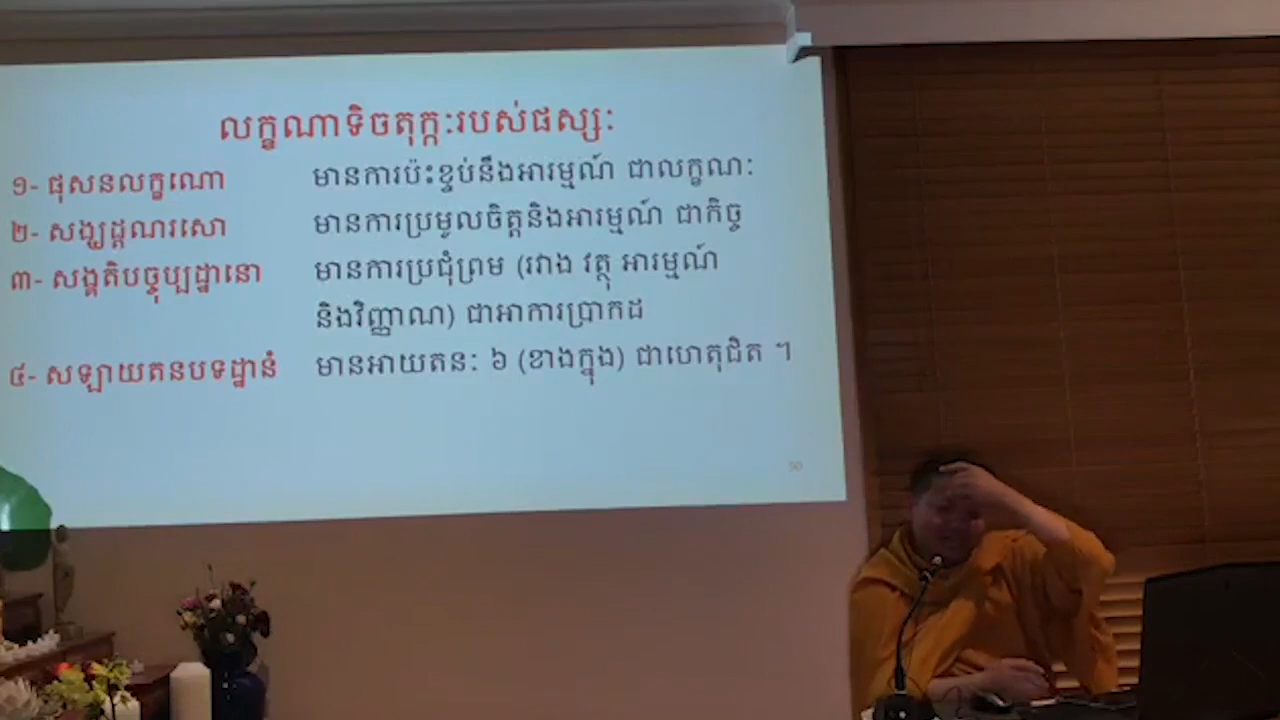 លក្ខណាទិចតុក្កៈរបស់ផស្សៈ
១- ផុសនលក្ខណោ មានការប៉ះខ្ទប់នឹងអារម្មណ៍ ជាលក្ខណៈ
២- សង្ឃដ្តណរសោ មានការប្រមូលចិត្តនិងអារម្មណ៍ ជាកិច្ច
៣- សង្គតិបច្ចុប្បដ្ឋានោ មានការប្រជុំព្រម (រវាង វត្ថុ អារម្មណ៍
និងវិញ្ញាណ) ជាអាការប្រាកដ
៤- សឡាយតនបទដ្ឋានំ មានអាយតនៈ ៦ (ខាងក្នុង) ជាហេតុជិត ។
50